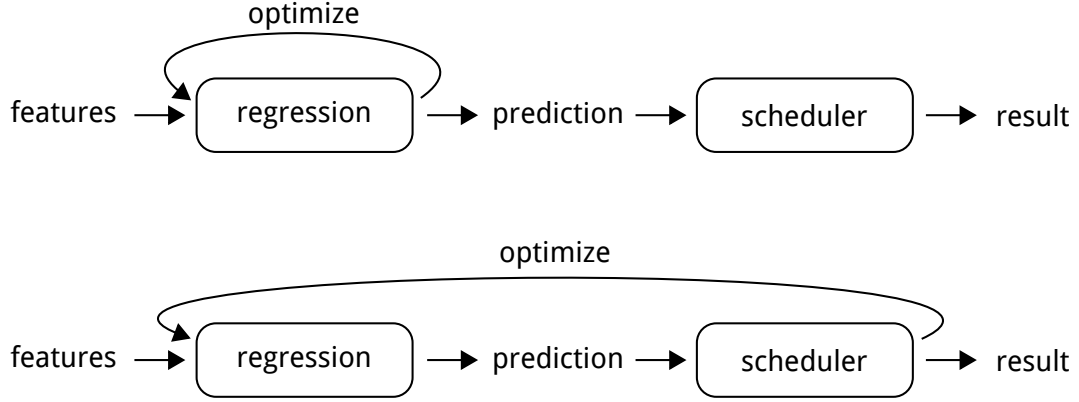 optimize
features regression prediction scheduler result
optimize
features regression prediction scheduler result